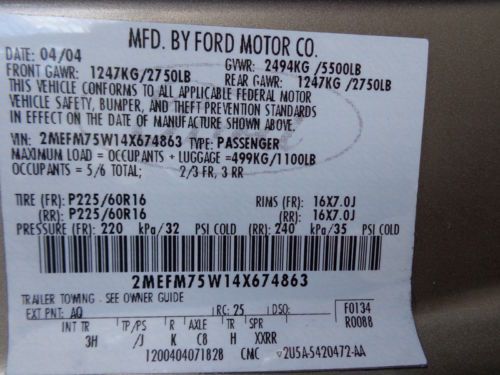 MFD. BY FORD MOTOR CO.
DATE: 04/04 GVWR: 2494KG /5500LB
FRONT GAWR: 1247KG/2750LB REAR GAWR: 1247KG /2750LB
THIS VEHICLE CONFORMS TO ALL APPLICABLE FEDERAL MOTOR
VEHICLE SAFETY, BUMPER, AND THEFT PREVENTION STANDARDS
IN EFFECT ON THE DATE OF MANUFACTURE SHOWN ABOVE.
VIN: 2MEFM75W14X674863 TYPE: PASSENGER
MAXIMUM LOAD = OCCUPANTS + LUGGAGE =499KG/1100LB
OCCUPANTS = 5/6 TOTAL; 2/3 FR, 3 RR
TIRE (FR): P225/60R16 RIMS (FR): 16X7.0J
(RR): P225/60R16 (RR): 16X7.0J
PRESSURE (FR): 220 kPa/32 PSI COLD (RR): 240 kPa/35 PSI COLD
2MEFM75W14X674863
TRAILER TOWING - SEE OWNER GUIDE
EXT PNT: AQ RC: 25 DSO: F0134
R0088
INT TR TP/PS R AXLE TR SPR
3H /J K C8 H XXRR
1200404071828 CMC 2U5A-5420472-AA